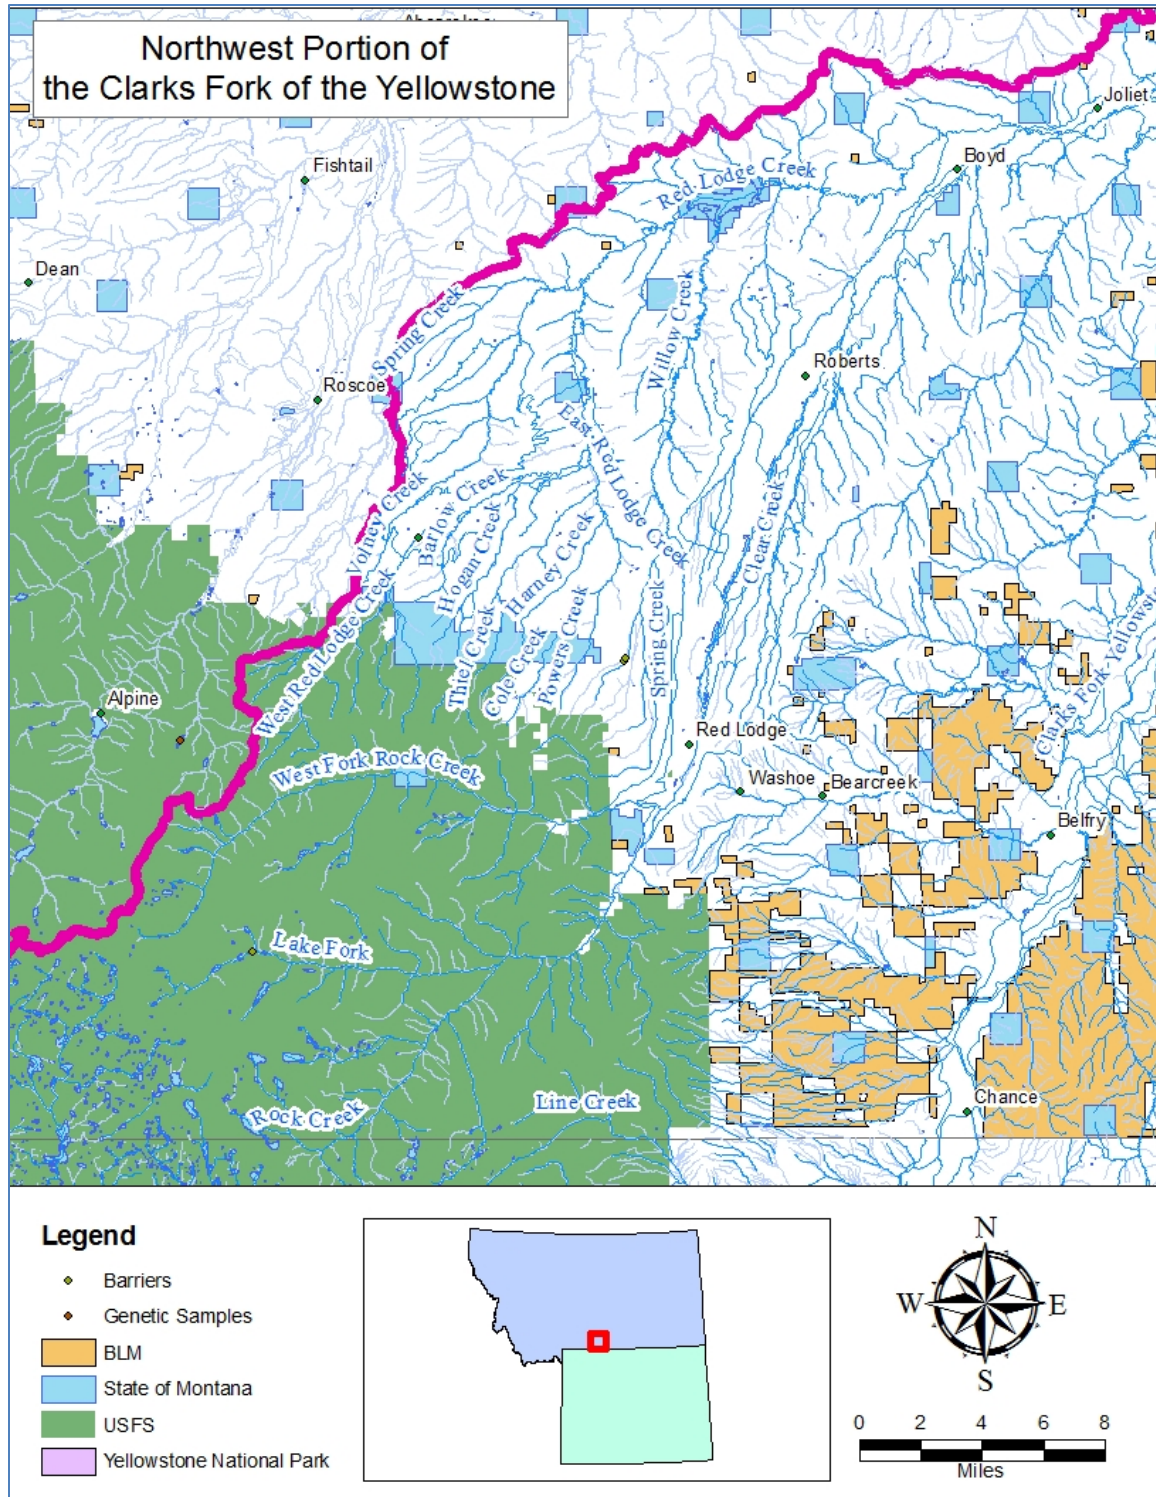 Northwest Portion of
the Clarks Fork of the Yellowstone
Joliet
Boyd
Fishtail
Red Lodge Creek
Dean
Spring Creek
Willow Creek
Roberts
Roscoe
East Red Lodge Creek
Volney Creek
Barlow Creek
Hogan Creek
Harney Creek
Clear Creek
West Red Lodge Creek
Thiel Creek
Cole Creek
Powers Creek
Spring Creek
Clarks Fork Yellowsto
Alpine
Red Lodge
West Fork Rock Creek
Washoe
Bearcreek
Belfry
Lake Fork
Rock Creek
Line Creek
Chance
Legend
Barriers
Genetic Samples
BLM
State of Montana
USFS
Yellowstone National Park
N
W
E
S
0 2 4 6 8
Miles